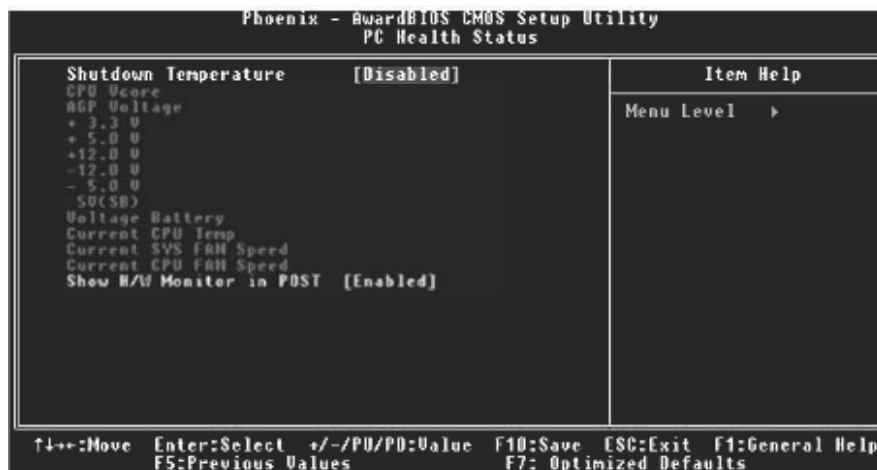 Phoenix - AwardBIOS CMOS Setup Utility
PC Health Status
Shutdown Temperature [Disabled]
CPU Vcore
AGP Voltage
+ 3.3 V
+ 5.0 V
+12.0 V
-12.0 V
- 5.0 V
5V(SB)
Voltage Battery
Current CPU Temp
Current SYS FAN Speed
Current CPU FAN Speed
Show H/W Monitor in POST [Enabled]
Item Help
Menu Level ▸
↑↓→←:Move Enter:Select +/-/PU/PD:Value F10:Save ESC:Exit F1:General Help
F5:Previous Values F7: Optimized Defaults